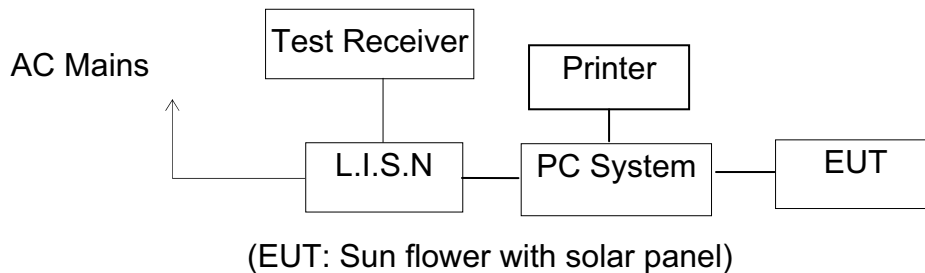 Test Receiver
AC Mains
Printer
L.I.S.N
PC System
EUT
(EUT: Sun flower with solar panel)